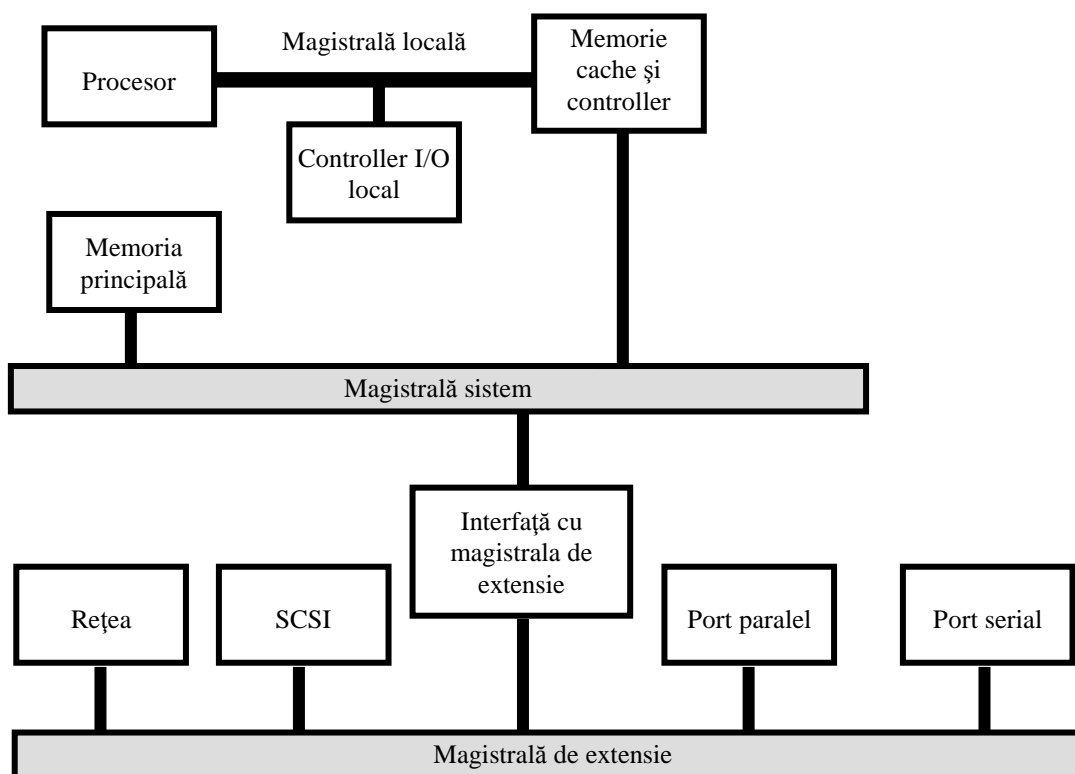 Magistrală locală
Procesor
Memorie
cache şi
controller
Controller I/O
local
Memoria
principală
Magistrală sistem
Interfaţă cu
magistrala de
extensie
Reţea
SCSI
Port paralel
Port serial
Magistrală de extensie